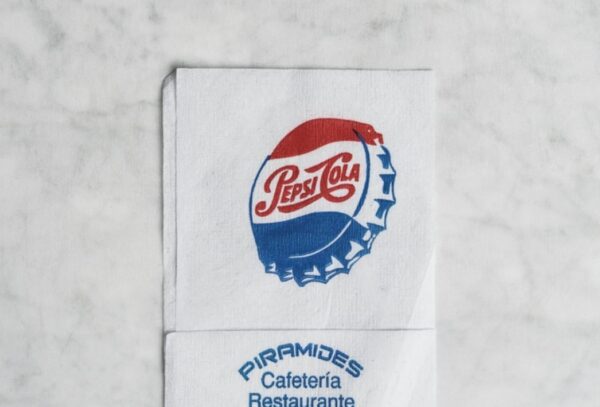 PEPSI COLA
PiRAMiDES
Cafetería
Restaurante